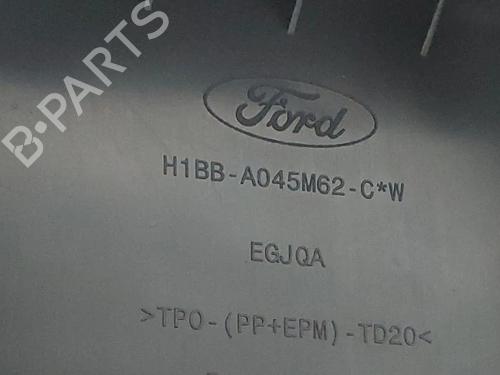 B-PARTS
Ford
H1BB-A045M62-C*W
EGJQA
>TPO-(PP+EPM)-TD20<